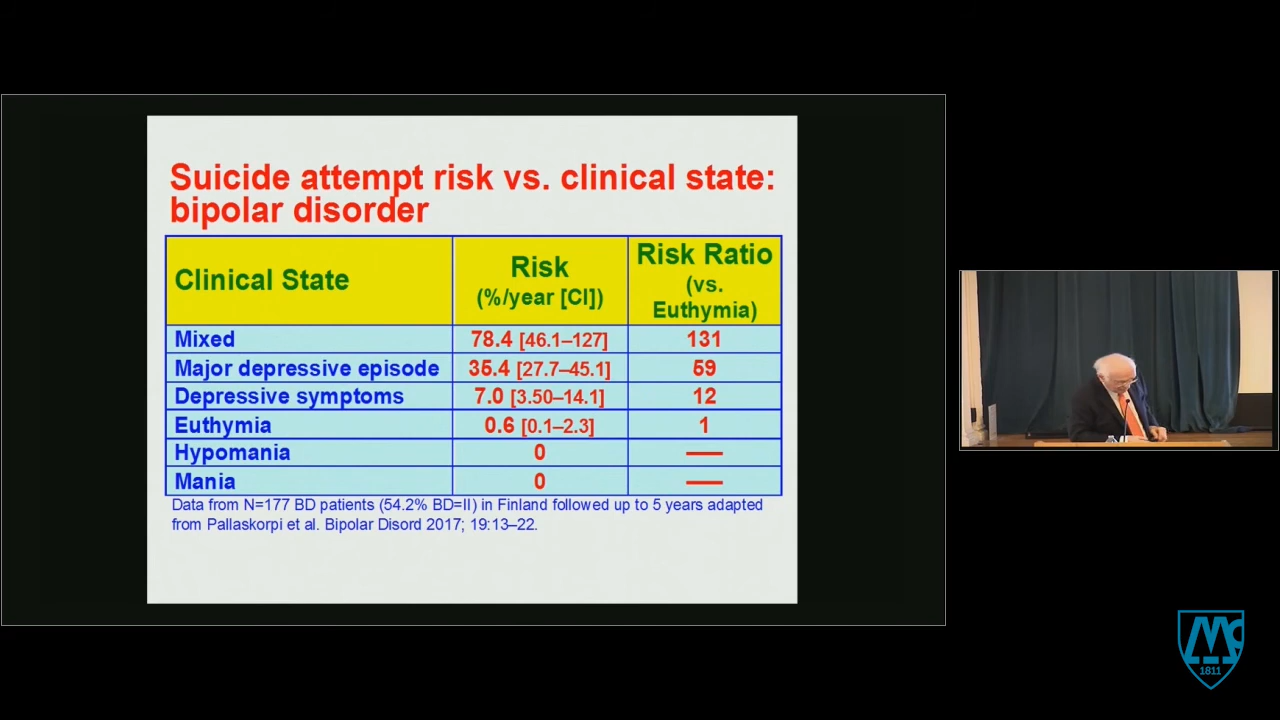 Suicide attempt risk vs. clinical state:
bipolar disorder
Clinical State
Risk
(%/year [CI])
Risk Ratio
(vs.
Euthymia)
Mixed 78.4 [46.1–127] 131
Major depressive episode 35.4 [27.7–45.1] 59
Depressive symptoms 7.0 [3.50–14.1] 12
Euthymia 0.6 [0.1–2.3] 1
Hypomania 0 —
Mania 0 —
Data from N=177 BD patients (54.2% BD=II) in Finland followed up to 5 years adapted
from Pallaskorpi et al. Bipolar Disord 2017; 19:13–22.
Mc
1811